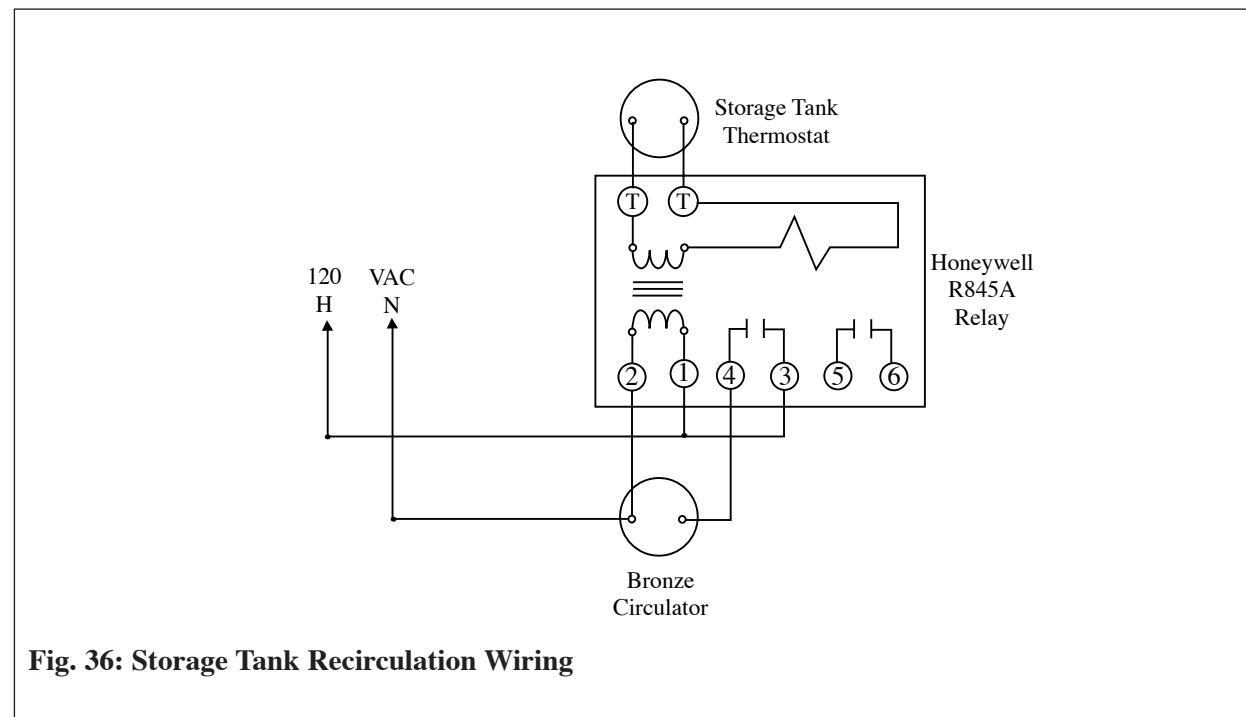 Storage Tank
Thermostat
T T
Honeywell
R845A
Relay
120 VAC
H N
2 1 4 3 5 6
Bronze
Circulator
Fig. 36: Storage Tank Recirculation Wiring